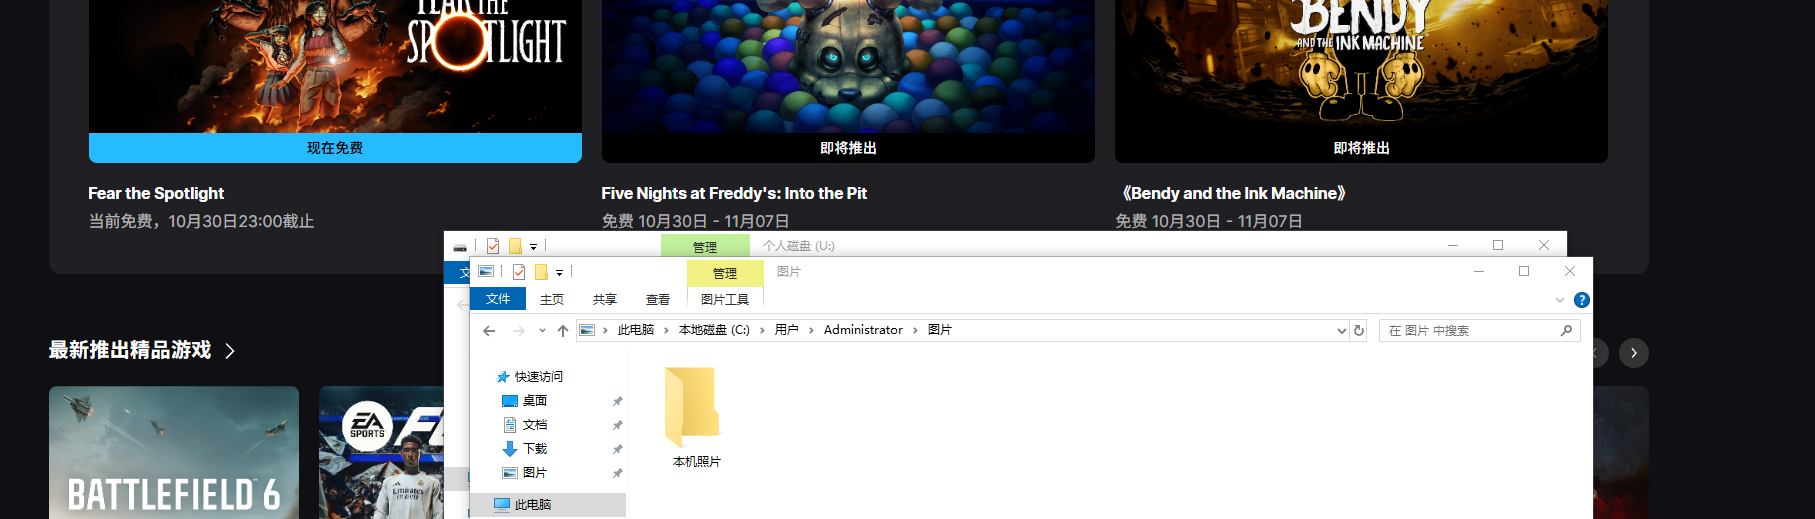 FEAR THE
SPOTLIGHT
BENDY
AND THE INK MACHINE
现在免费
即将推出
即将推出
Fear the Spotlight
Five Nights at Freddy's: Into the Pit
《Bendy and the Ink Machine》
当前免费，10月30日23:00截止
免费 10月30日 - 11月07日
免费 10月30日 - 11月07日
管理
个人磁盘 (U:)
管理
图片
文件
主页
共享
查看
图片工具
此电脑
本地磁盘 (C:)
用户
Administrator
图片
在 图片 中搜索
最新推出精品游戏
快速访问
桌面
文档
下载
图片
此电脑
本机照片
BATTLEFIELD 6
EA
SPORTS